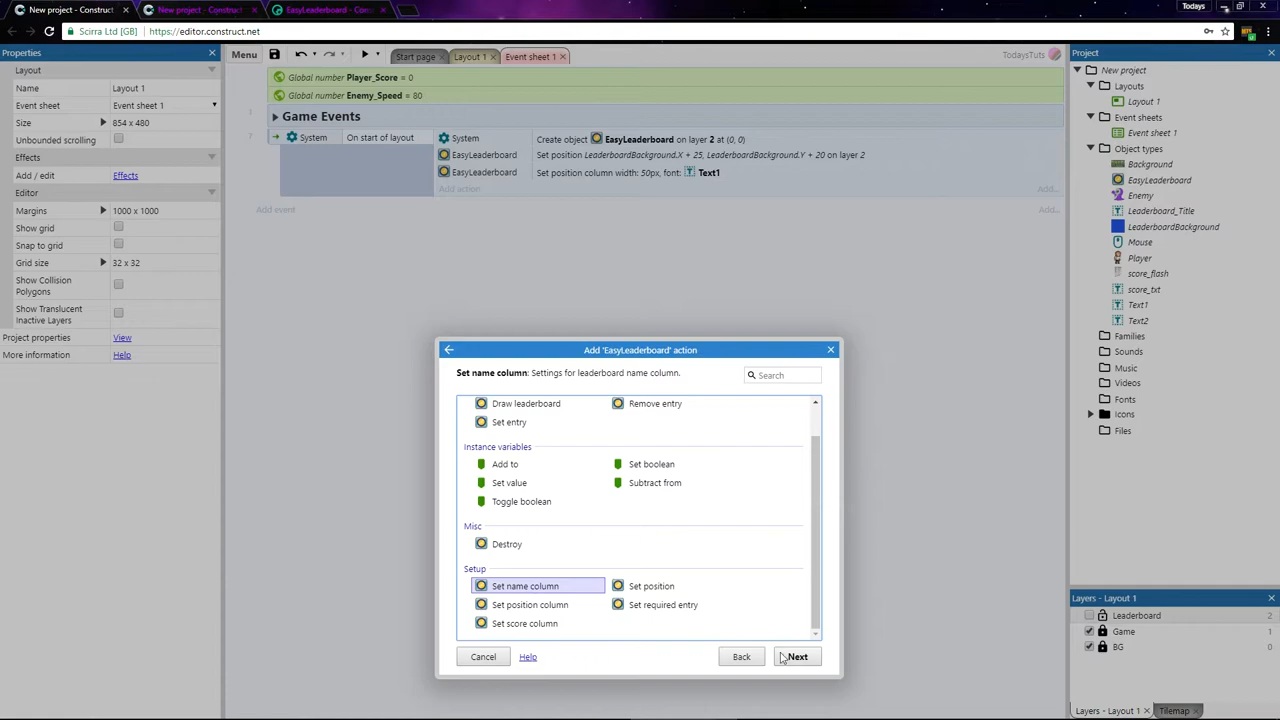 New project - Construct
New project - Construct
EasyLeaderboard - Con
Todays
Scirra Ltd [GB]
https://editor.construct.net
Properties
Menu
Start page
Layout 1
Event sheet 1
TodaysTuts
Project
Layout
Name
Layout 1
Event sheet
Event sheet 1
Size
854 x 480
Unbounded scrolling
Effects
Add / edit
Effects
Editor
Margins
1000 x 1000
Show grid
Snap to grid
Grid size
32 x 32
Show Collision
Polygons
Show Translucent
Inactive Layers
Project properties
View
More information
Help
Global number Player_Score = 0
Global number Enemy_Speed = 80
1
Game Events
7
System
On start of layout
System
Create object EasyLeaderboard on layer 2 at (0, 0)
EasyLeaderboard
Set position LeaderboardBackground.X + 25, LeaderboardBackground.Y + 20 on layer 2
EasyLeaderboard
Set position column width: 50px, font: Text1
Add action
Add...
Add event
Add...
Add 'EasyLeaderboard' action
Set name column: Settings for leaderboard name column.
Search
Draw leaderboard
Remove entry
Set entry
Instance variables
Add to
Set boolean
Set value
Subtract from
Toggle boolean
Misc
Destroy
Setup
Set name column
Set position
Set position column
Set required entry
Set score column
Cancel
Help
Back
Next
New project
Layouts
Layout 1
Event sheets
Event sheet 1
Object types
Background
EasyLeaderboard
Enemy
Leaderboard_Title
LeaderboardBackground
Mouse
Player
score_flash
score_txt
Text1
Text2
Families
Sounds
Music
Videos
Fonts
Icons
Files
Layers - Layout 1
Leaderboard
2
Game
1
BG
0
Layers - Layout 1
Tilemap